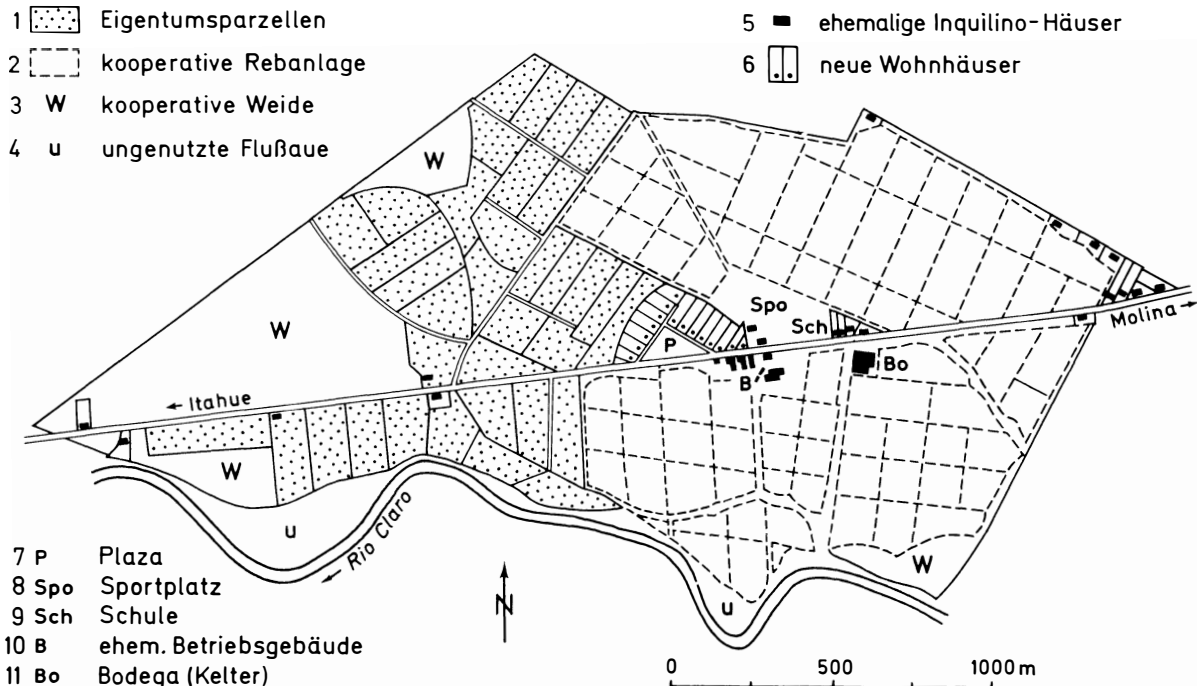 1 Eigentumsparzellen
2 kooperative Rebanlage
3 W kooperative Weide
4 u ungenutzte Flußaue
5 ehemalige Inquilino-Häuser
6 neue Wohnhäuser
W
W
Spo
Sch
Molina →
P
B
Bo
← Itahue
W
u
← Rio Claro
W
u
N
7 P Plaza
8 Spo Sportplatz
9 Sch Schule
10 B ehem. Betriebsgebäude
11 Bo Bodega (Kelter)
0 500 1000 m